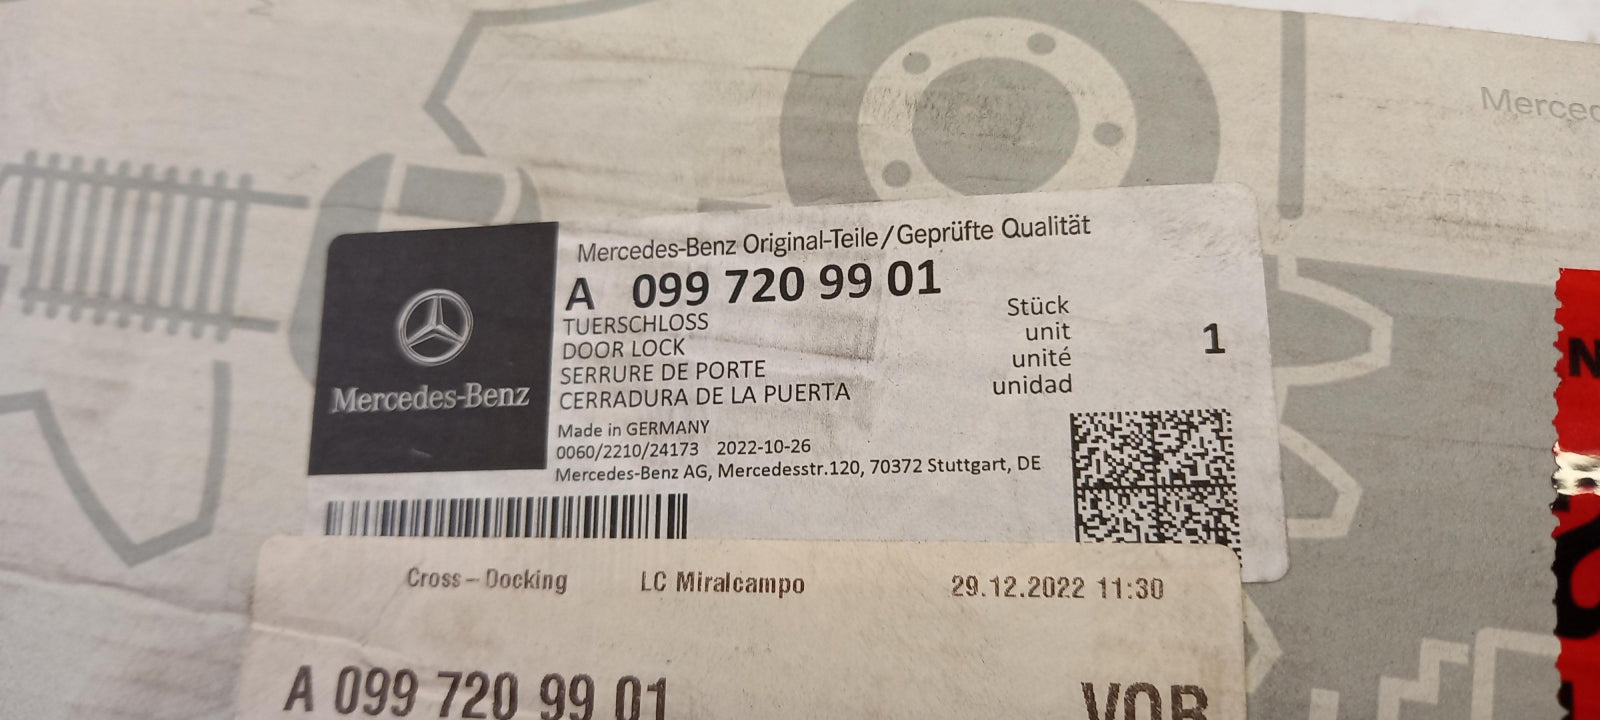 Merced
Mercedes-Benz Original-Teile/Geprüfte Qualität
A 099 720 99 01
TUERSCHLOSS
DOOR LOCK
SERRURE DE PORTE
CERRADURA DE LA PUERTA
Stück
unit
unité
unidad
1
Mercedes-Benz
Made in GERMANY
0060/2210/24173 2022-10-26
Mercedes-Benz AG, Mercedesstr.120, 70372 Stuttgart, DE
Cross-Docking LC Miralcampo 29.12.2022 11:30
A 099 720 99 01 VOR
N